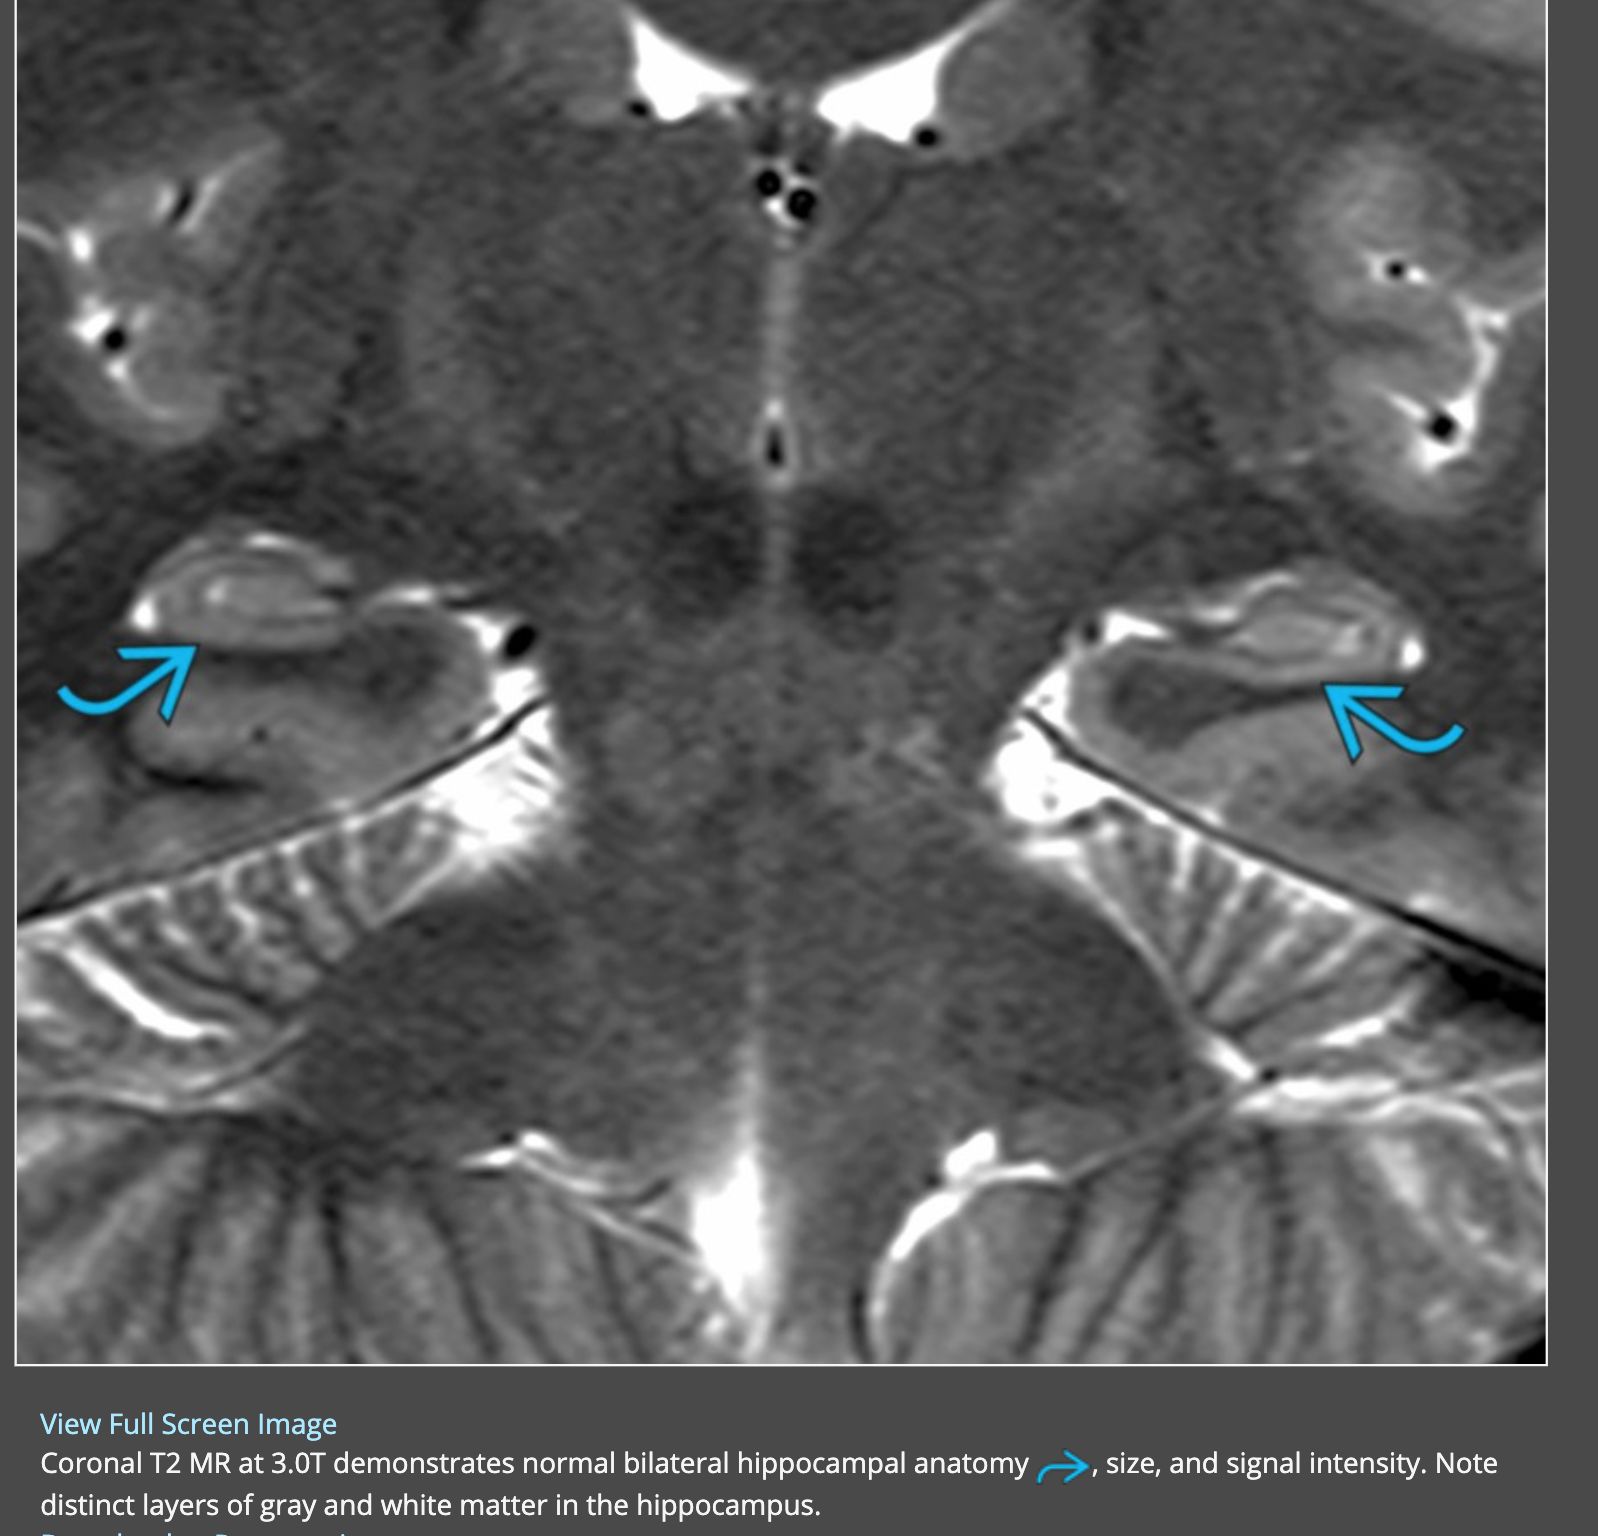 View Full Screen Image
Coronal T2 MR at 3.0T demonstrates normal bilateral hippocampal anatomy , size, and signal intensity. Note
distinct layers of gray and white matter in the hippocampus.